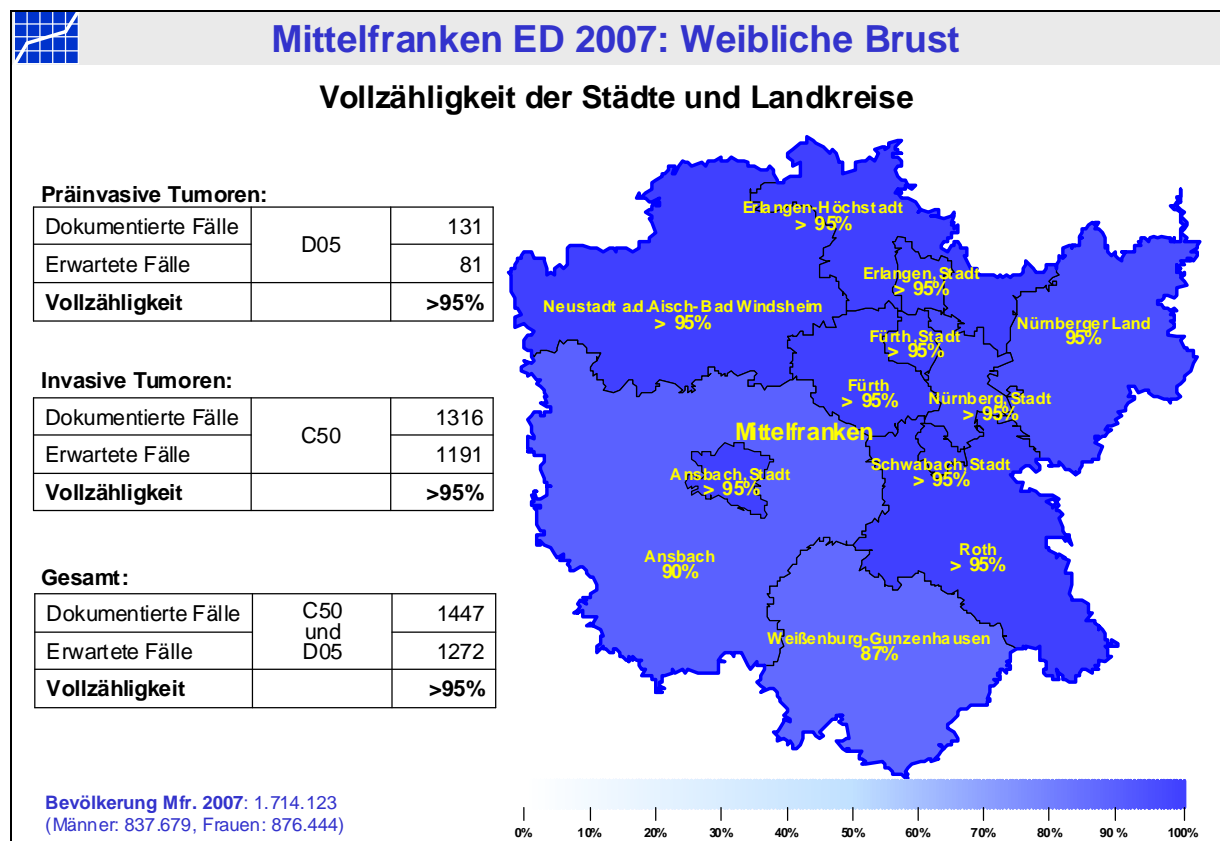 Mittelfranken ED 2007: Weibliche Brust
Vollzähligkeit der Städte und Landkreise
Präinvasive Tumoren:
Dokumentierte Fälle D05 131
Erwartete Fälle 81
Vollzähligkeit >95%
Invasive Tumoren:
Dokumentierte Fälle C50 1316
Erwartete Fälle 1191
Vollzähligkeit >95%
Gesamt:
Dokumentierte Fälle C50 und D05 1447
Erwartete Fälle 1272
Vollzähligkeit >95%
Bevölkerung Mfr. 2007: 1.714.123
(Männer: 837.679, Frauen: 876.444)
Erlangen-Höchstadt
> 95%
Erlangen, Stadt
> 95%
Neustadt a.d.Aisch-Bad Windsheim
> 95%
Nürnberger Land
95%
Fürth, Stadt
> 95%
Fürth
> 95%
Nürnberg, Stadt
> 95%
Mittelfranken
Ansbach, Stadt
> 95%
Schwabach, Stadt
> 95%
Ansbach
90%
Roth
> 95%
Weißenburg-Gunzenhausen
87%
0% 10% 20% 30% 40% 50% 60% 70% 80% 90% 100%